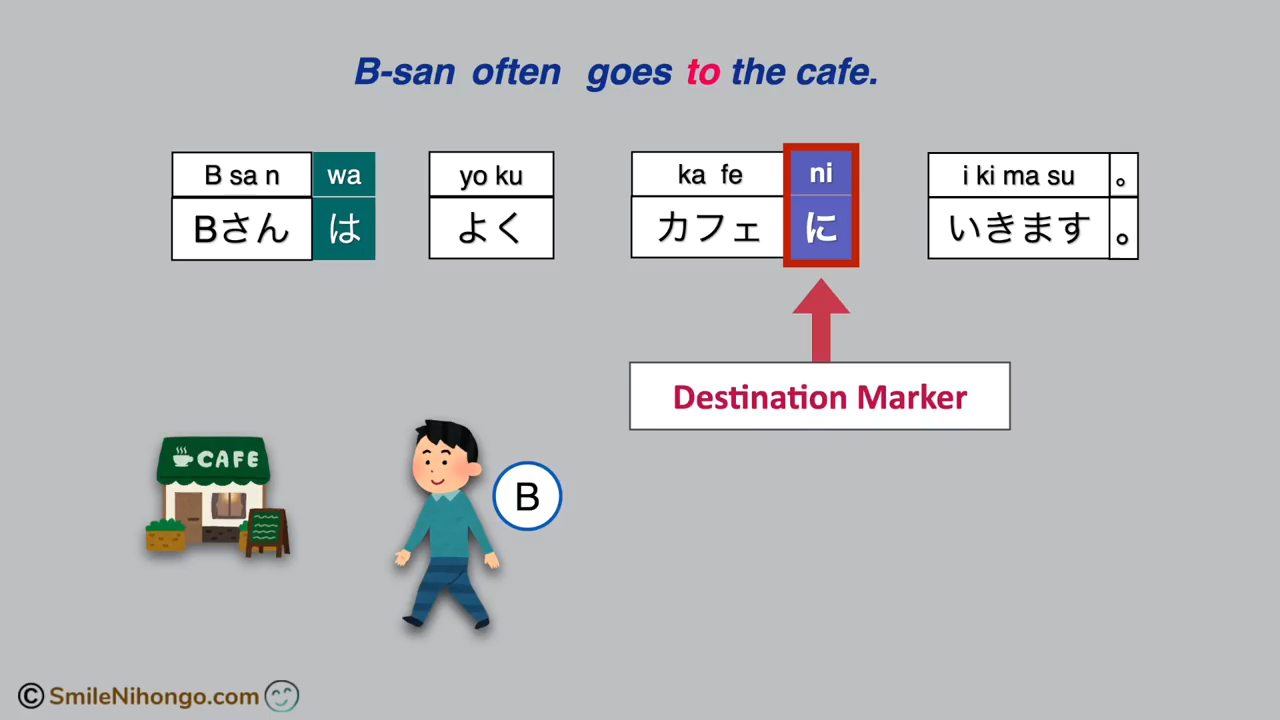 B-san often goes to the cafe.
B sa n wa yo ku ka fe ni i ki ma su 。
Bさん は よく カフェ に いきます 。
Destination Marker
CAFE
B
© SmileNihongo.com